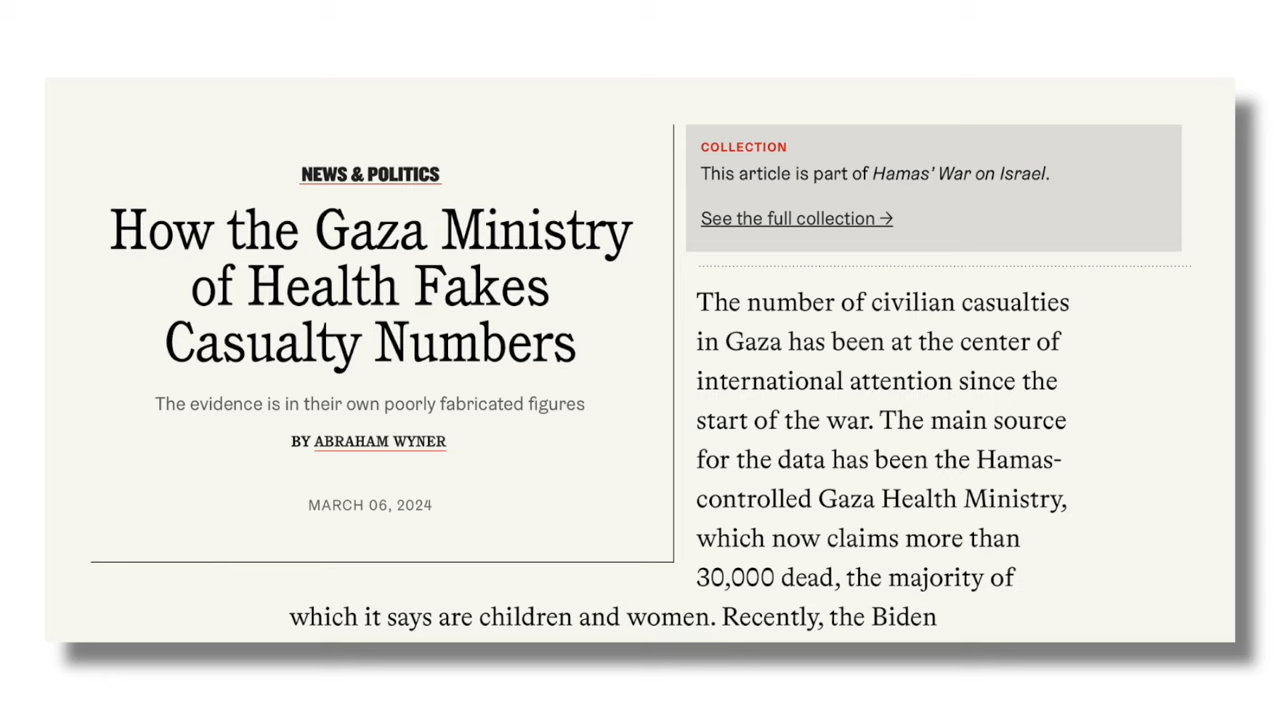 NEWS & POLITICS
How the Gaza Ministry
of Health Fakes
Casualty Numbers
The evidence is in their own poorly fabricated figures
BY ABRAHAM WYNER
MARCH 06, 2024
COLLECTION
This article is part of Hamas' War on Israel.
See the full collection →
The number of civilian casualties
in Gaza has been at the center of
international attention since the
start of the war. The main source
for the data has been the Hamas-
controlled Gaza Health Ministry,
which now claims more than
30,000 dead, the majority of
which it says are children and women. Recently, the Biden